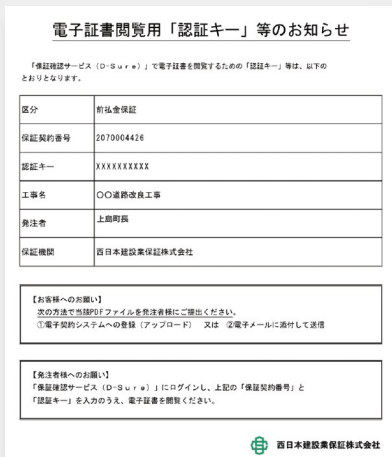 電子証書閲覧用「認証キー」等のお知らせ
「保証確認サービス（D-Sure）」で電子証書を閲覧するための「認証キー」等は、以下の
とおりとなります。
区分 前払金保証
保証契約番号 2070004426
認証キー XXXXXXXXXX
工事名 〇〇道路改良工事
発注者 上島町長
保証機関 西日本建設業保証株式会社
【お客様へのお願い】
次の方法で当該PDFファイルを発注者様にご提出ください。
①電子契約システムへの登録（アップロード） 又は ②電子メールに添付して送信
【発注者様へのお願い】
「保証確認サービス（D-Sure）」にログインし、上記の「保証契約番号」と
「認証キー」を入力のうえ、電子証書を閲覧ください。
西日本建設業保証株式会社